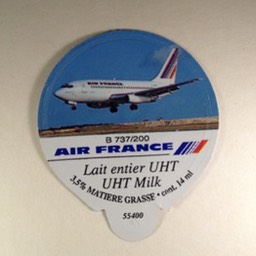 AIR FRANCE
B 737/200
AIR FRANCE
Lait entier UHT
UHT Milk
3,5% MATIERE GRASSE • cont. 14 ml
55400